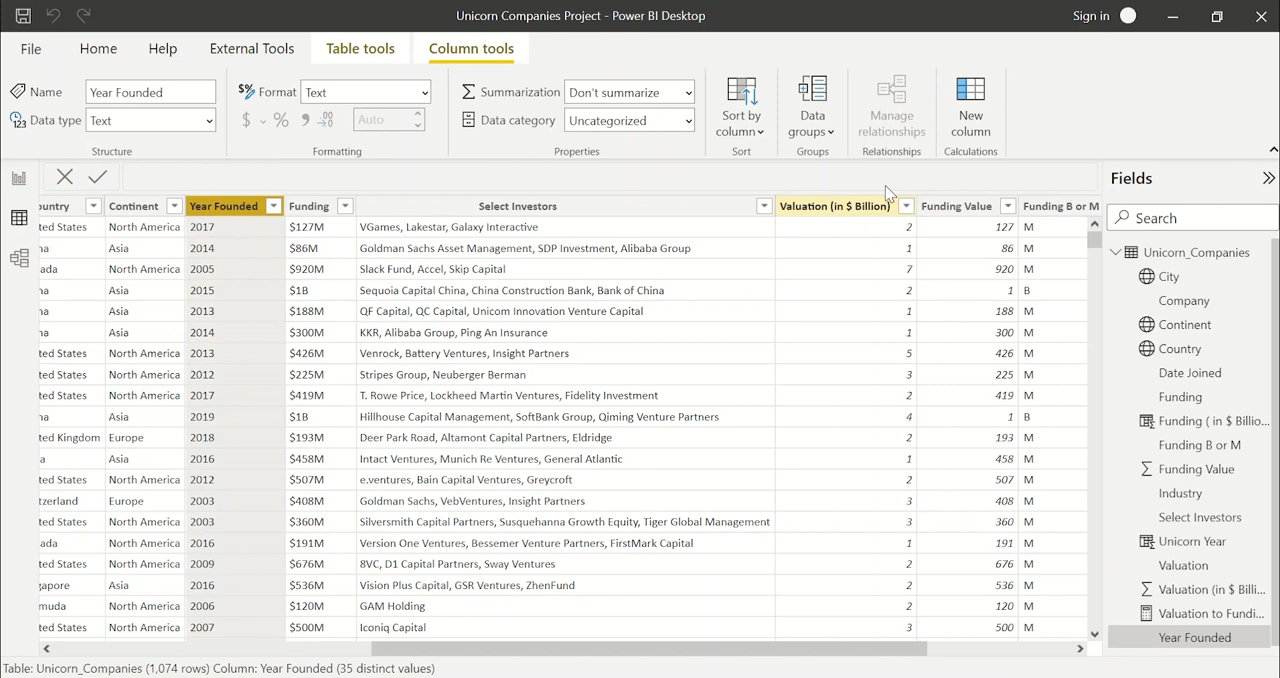 Unicorn Companies Project - Power BI Desktop
Sign in
File Home Help External Tools Table tools Column tools
Name Year Founded
$% Format Text
Summarization Don't summarize
Data type Text
$ % 9 .00 Auto
Data category Uncategorized
Sort by column
Data groups
Manage relationships
New column
Structure Formatting Properties Sort Groups Relationships Calculations
ountry Continent Year Founded Funding Select Investors Valuation (in $ Billion) Funding Value Funding B or M
ted States North America 2017 $127M VGames, Lakestar, Galaxy Interactive 2 127 M
na Asia 2014 $86M Goldman Sachs Asset Management, SDP Investment, Alibaba Group 1 86 M
ada North America 2005 $920M Slack Fund, Accel, Skip Capital 7 920 M
na Asia 2015 $1B Sequoia Capital China, China Construction Bank, Bank of China 2 1 B
na Asia 2013 $188M QF Capital, QC Capital, Unicom Innovation Venture Capital 1 188 M
na Asia 2014 $300M KKR, Alibaba Group, Ping An Insurance 1 300 M
ted States North America 2013 $426M Venrock, Battery Ventures, Insight Partners 5 426 M
ted States North America 2012 $225M Stripes Group, Neuberger Berman 3 225 M
ted States North America 2017 $419M T. Rowe Price, Lockheed Martin Ventures, Fidelity Investment 2 419 M
na Asia 2019 $1B Hillhouse Capital Management, SoftBank Group, Qiming Venture Partners 4 1 B
ted Kingdom Europe 2018 $193M Deer Park Road, Altamont Capital Partners, Eldridge 2 193 M
a Asia 2016 $458M Intact Ventures, Munich Re Ventures, General Atlantic 1 458 M
ted States North America 2012 $507M e.ventures, Bain Capital Ventures, Greycroft 2 507 M
tzerland Europe 2003 $408M Goldman Sachs, VebVentures, Insight Partners 3 408 M
ted States North America 2003 $360M Silversmith Capital Partners, Susquehanna Growth Equity, Tiger Global Management 3 360 M
ada North America 2016 $191M Version One Ventures, Bessemer Venture Partners, FirstMark Capital 1 191 M
ted States North America 2009 $676M 8VC, D1 Capital Partners, Sway Ventures 2 676 M
gapore Asia 2016 $536M Vision Plus Capital, GSR Ventures, ZhenFund 2 536 M
muda North America 2006 $120M GAM Holding 2 120 M
ted States North America 2007 $500M Iconiq Capital 3 500 M
Fields
Search
Unicorn_Companies
City
Company
Continent
Country
Date Joined
Funding
Funding ( in $ Billio...
Funding B or M
Funding Value
Industry
Select Investors
Unicorn Year
Valuation
Valuation (in $ Billi...
Valuation to Fundi...
Year Founded
Table: Unicorn_Companies (1,074 rows) Column: Year Founded (35 distinct values)